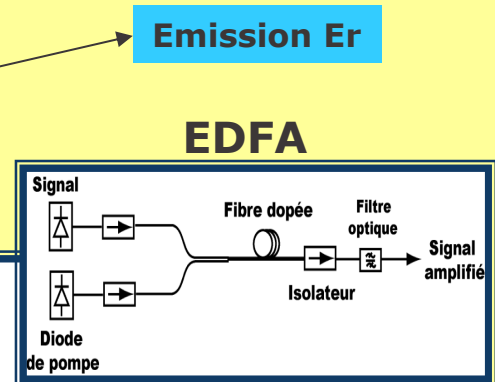 Emission Er
EDFA
Signal
Fibre dopée
Filtre
optique
Signal
amplifié
Isolateur
Diode
de pompe